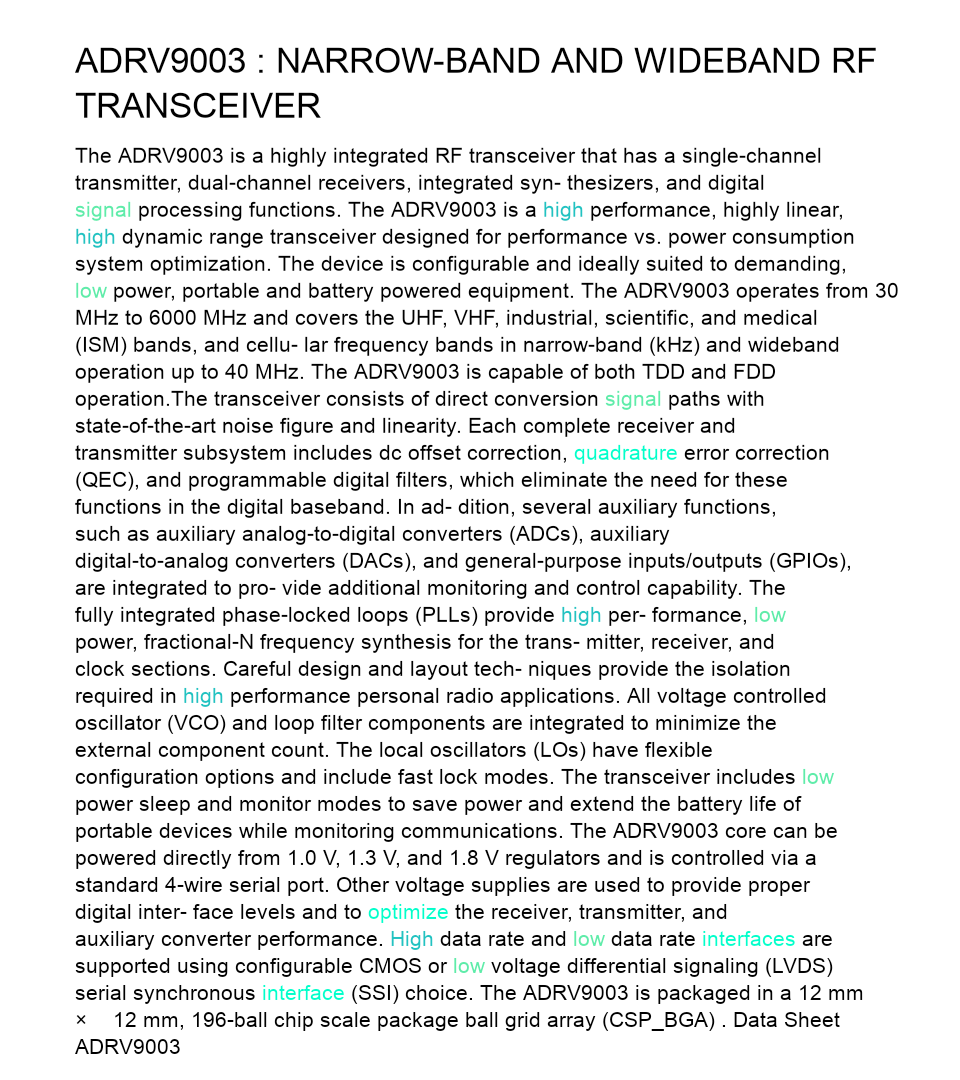 ADRV9003 : NARROW-BAND AND WIDEBAND RF
TRANSCEIVER
The ADRV9003 is a highly integrated RF transceiver that has a single-channel
transmitter, dual-channel receivers, integrated syn- thesizers, and digital
signal processing functions. The ADRV9003 is a high performance, highly linear,
high dynamic range transceiver designed for performance vs. power consumption
system optimization. The device is configurable and ideally suited to demanding,
low power, portable and battery powered equipment. The ADRV9003 operates from 30
MHz to 6000 MHz and covers the UHF, VHF, industrial, scientific, and medical
(ISM) bands, and cellu- lar frequency bands in narrow-band (kHz) and wideband
operation up to 40 MHz. The ADRV9003 is capable of both TDD and FDD
operation.The transceiver consists of direct conversion signal paths with
state-of-the-art noise figure and linearity. Each complete receiver and
transmitter subsystem includes dc offset correction, quadrature error correction
(QEC), and programmable digital filters, which eliminate the need for these
functions in the digital baseband. In ad- dition, several auxiliary functions,
such as auxiliary analog-to-digital converters (ADCs), auxiliary
digital-to-analog converters (DACs), and general-purpose inputs/outputs (GPIOs),
are integrated to pro- vide additional monitoring and control capability. The
fully integrated phase-locked loops (PLLs) provide high per- formance, low
power, fractional-N frequency synthesis for the trans- mitter, receiver, and
clock sections. Careful design and layout tech- niques provide the isolation
required in high performance personal radio applications. All voltage controlled
oscillator (VCO) and loop filter components are integrated to minimize the
external component count. The local oscillators (LOs) have flexible
configuration options and include fast lock modes. The transceiver includes low
power sleep and monitor modes to save power and extend the battery life of
portable devices while monitoring communications. The ADRV9003 core can be
powered directly from 1.0 V, 1.3 V, and 1.8 V regulators and is controlled via a
standard 4-wire serial port. Other voltage supplies are used to provide proper
digital inter- face levels and to optimize the receiver, transmitter, and
auxiliary converter performance. High data rate and low data rate interfaces are
supported using configurable CMOS or low voltage differential signaling (LVDS)
serial synchronous interface (SSI) choice. The ADRV9003 is packaged in a 12 mm
× 12 mm, 196-ball chip scale package ball grid array (CSP_BGA) . Data Sheet
ADRV9003